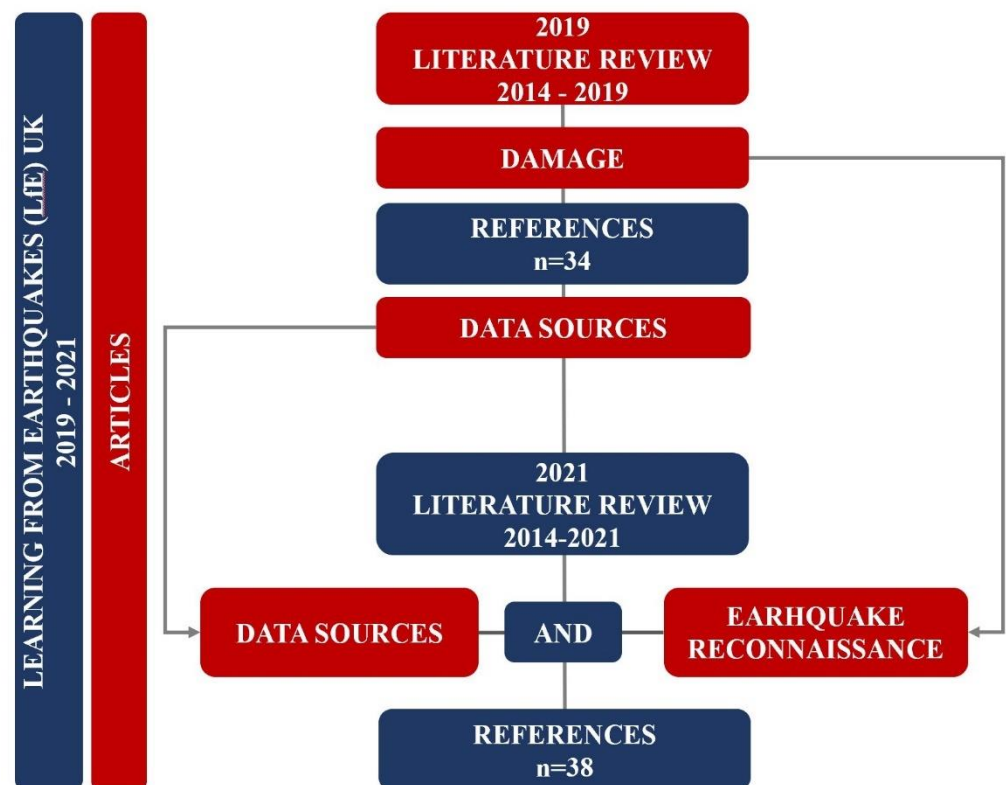 LEARNING FROM EARTHQUAKES (LfE) UK
2019 - 2021
ARTICLES
2019
LITERATURE REVIEW
2014 - 2019
DAMAGE
REFERENCES
n=34
DATA SOURCES
2021
LITERATURE REVIEW
2014-2021
DATA SOURCES
AND
EARHQUAKE
RECONNAISSANCE
REFERENCES
n=38